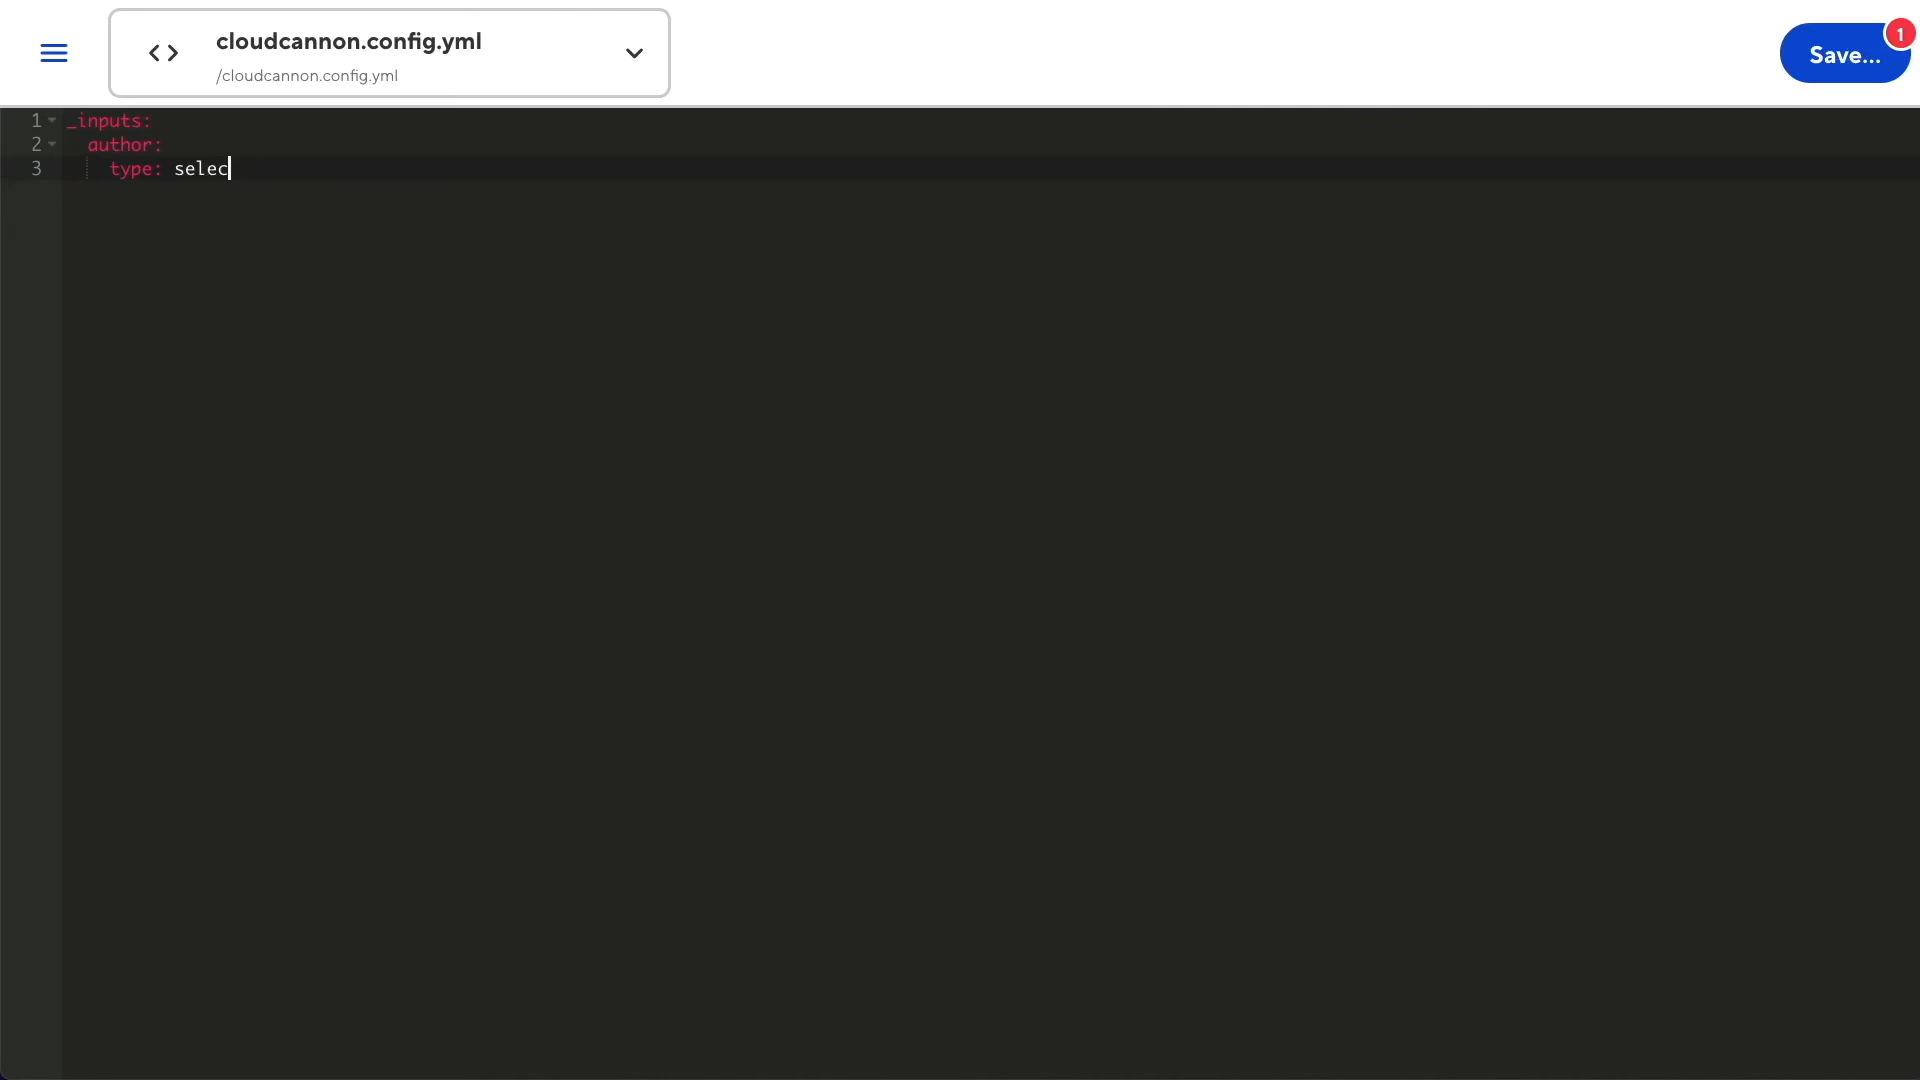 cloudcannon.config.yml
/cloudcannon.config.yml
Save...
1
1 _inputs:
2 author:
3 type: selec